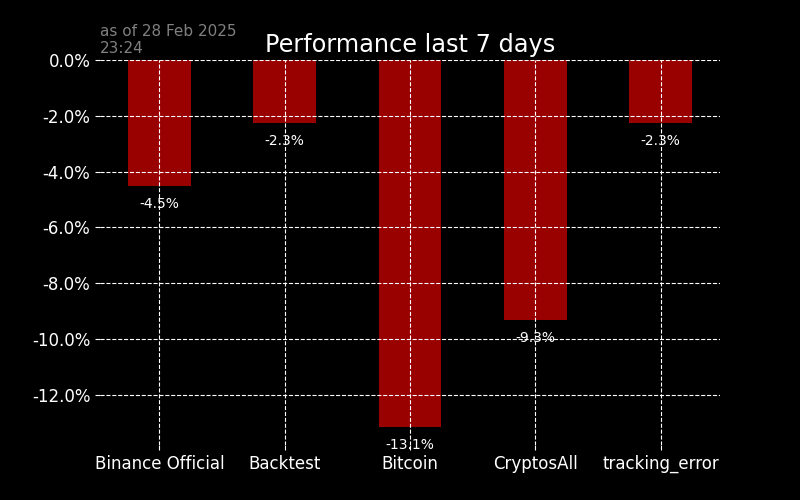 as of 28 Feb 2025
23:24
Performance last 7 days
0.0%
-2.0%
-4.0%
-6.0%
-8.0%
-10.0%
-12.0%
-4.5%
-2.3%
-13.1%
-9.3%
-2.3%
Binance Official
Backtest
Bitcoin
CryptosAll
tracking_error